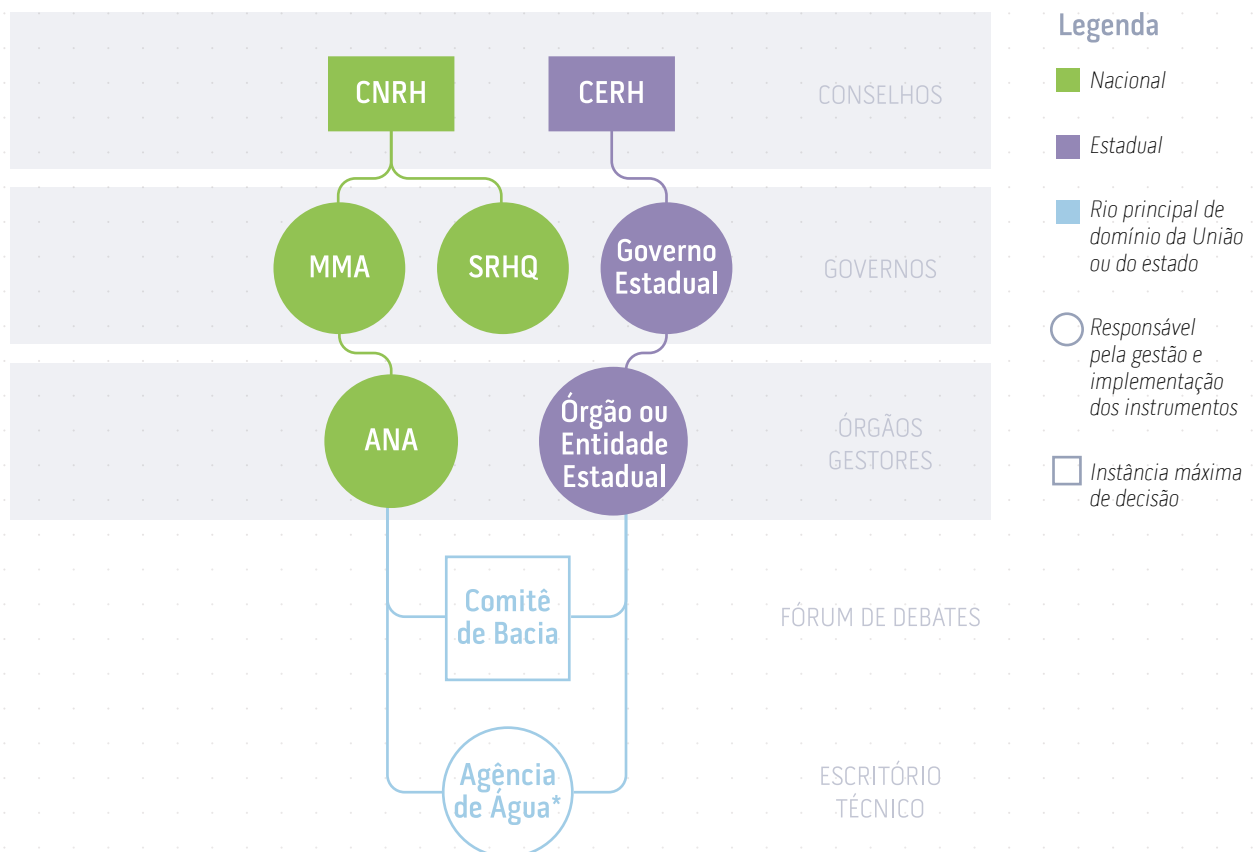 CNRH
CERH
CONSELHOS
MMA
SRHQ
Governo
Estadual
GOVERNOS
ANA
Órgão ou
Entidade
Estadual
ÓRGÃOS
GESTORES
Comitê
de Bacia
FÓRUM DE DEBATES
Agência
de Água*
ESCRITÓRIO
TÉCNICO
Legenda
Nacional
Estadual
Rio principal de
domínio da União
ou do estado
Responsável
pela gestão e
implementação
dos instrumentos
Instância máxima
de decisão